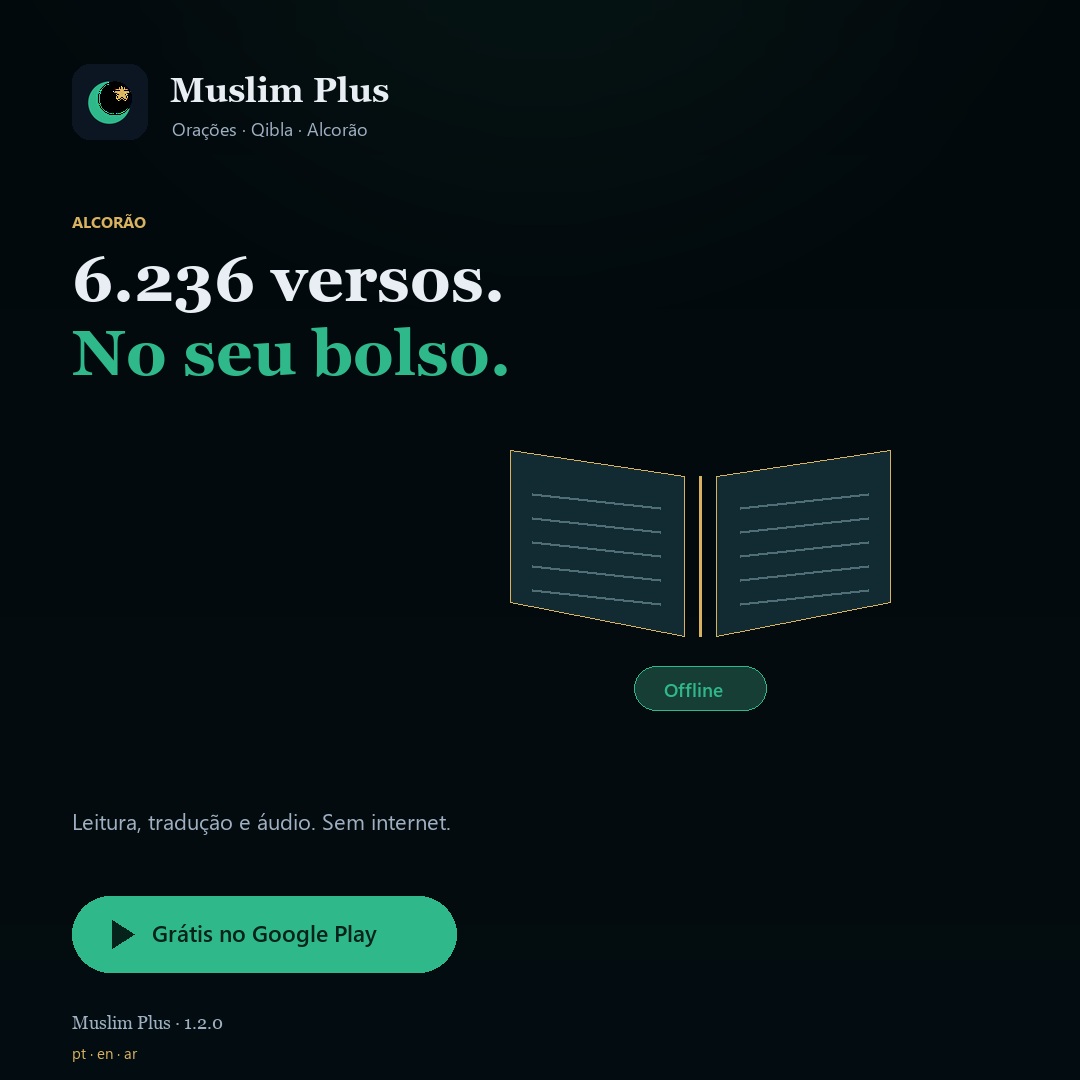 Muslim Plus
Orações · Qibla · Alcorão
ALCORÃO
6.236 versos.
No seu bolso.
Offline
Leitura, tradução e áudio. Sem internet.
Grátis no Google Play
Muslim Plus · 1.2.0
pt · en · ar